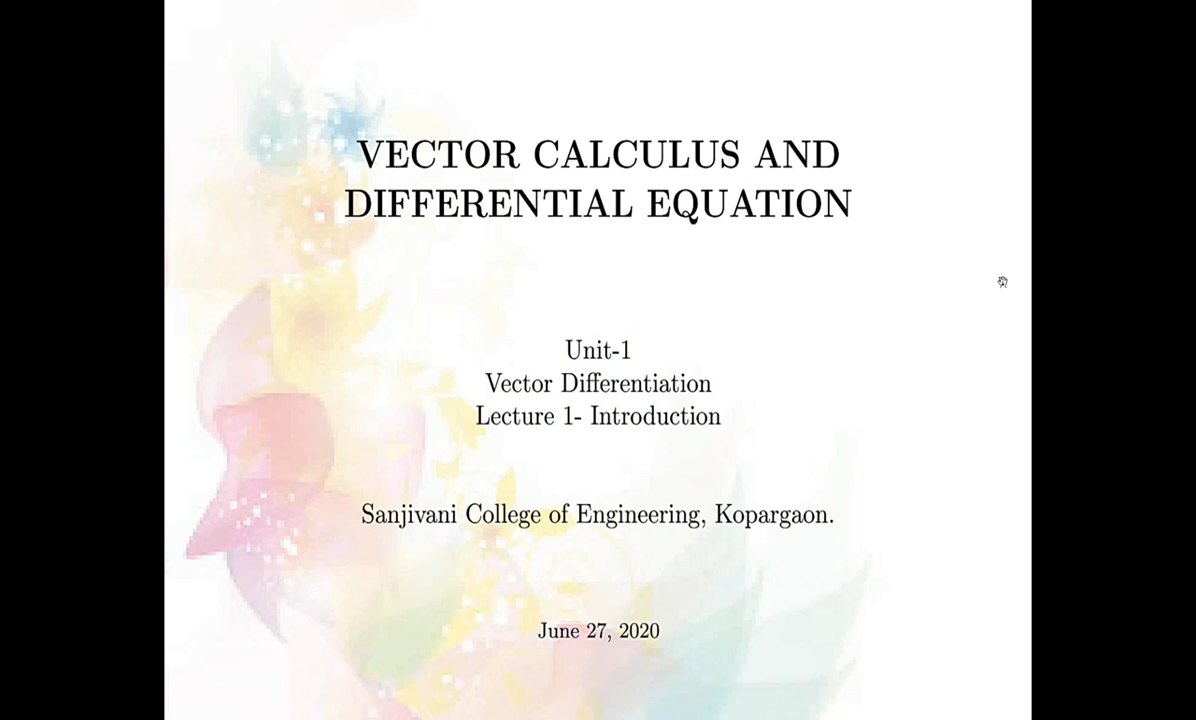 VECTOR CALCULUS AND
DIFFERENTIAL EQUATION
Unit-1
Vector Differentiation
Lecture 1- Introduction
Sanjivani College of Engineering, Kopargaon.
June 27, 2020